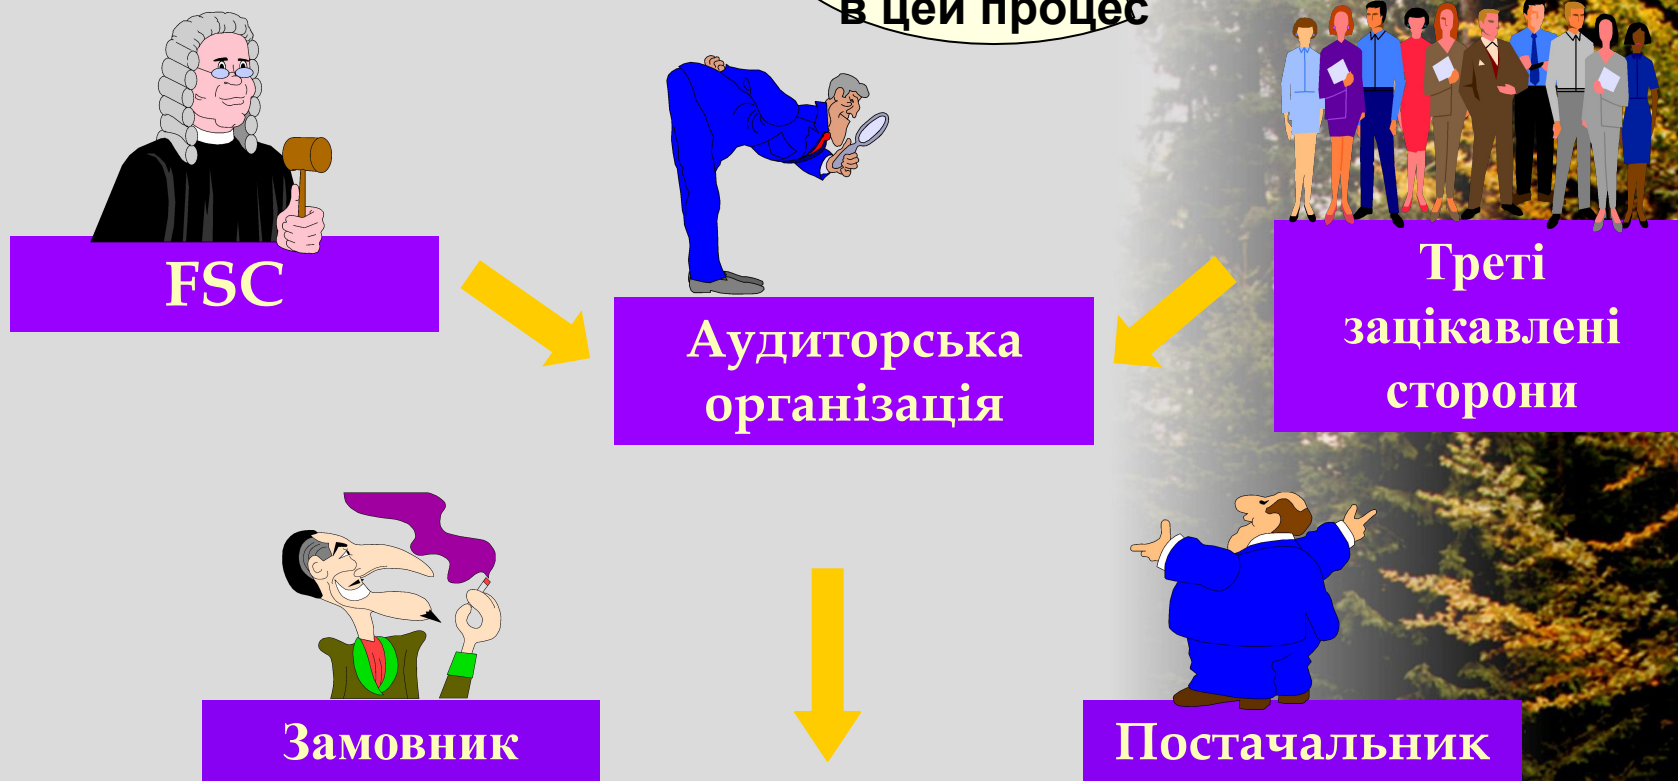 в цей процес
FSC
Аудиторська
організація
Треті
зацікавлені
сторони
Замовник
Постачальник